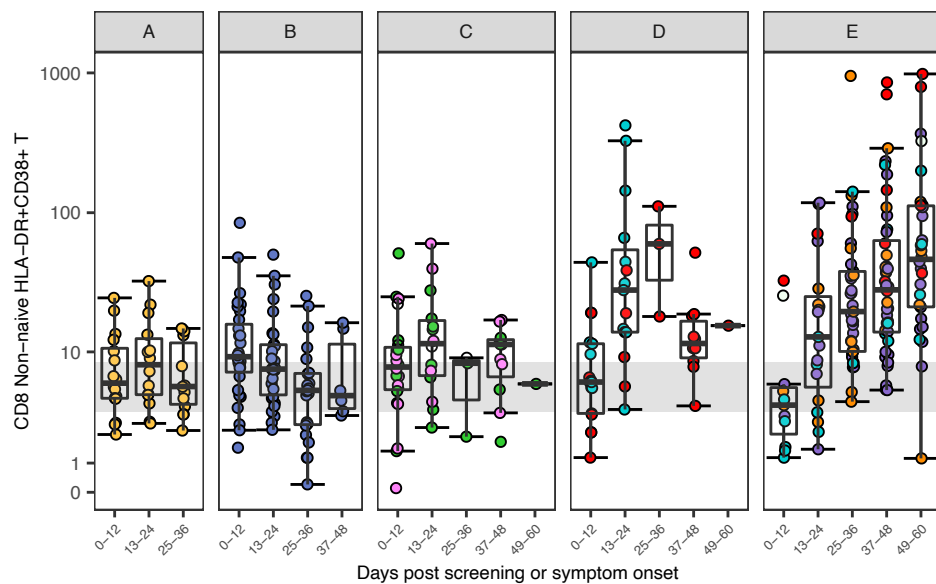 A B C D E
CD8 Non-naive HLA-DR+CD38+ T
1000
100
10
1
0
0-12 13-24 25-36 0-12 13-24 25-36 37-48 0-12 13-24 25-36 37-48 49-60 0-12 13-24 25-36 37-48 49-60 0-12 13-24 25-36 37-48 49-60
Days post screening or symptom onset